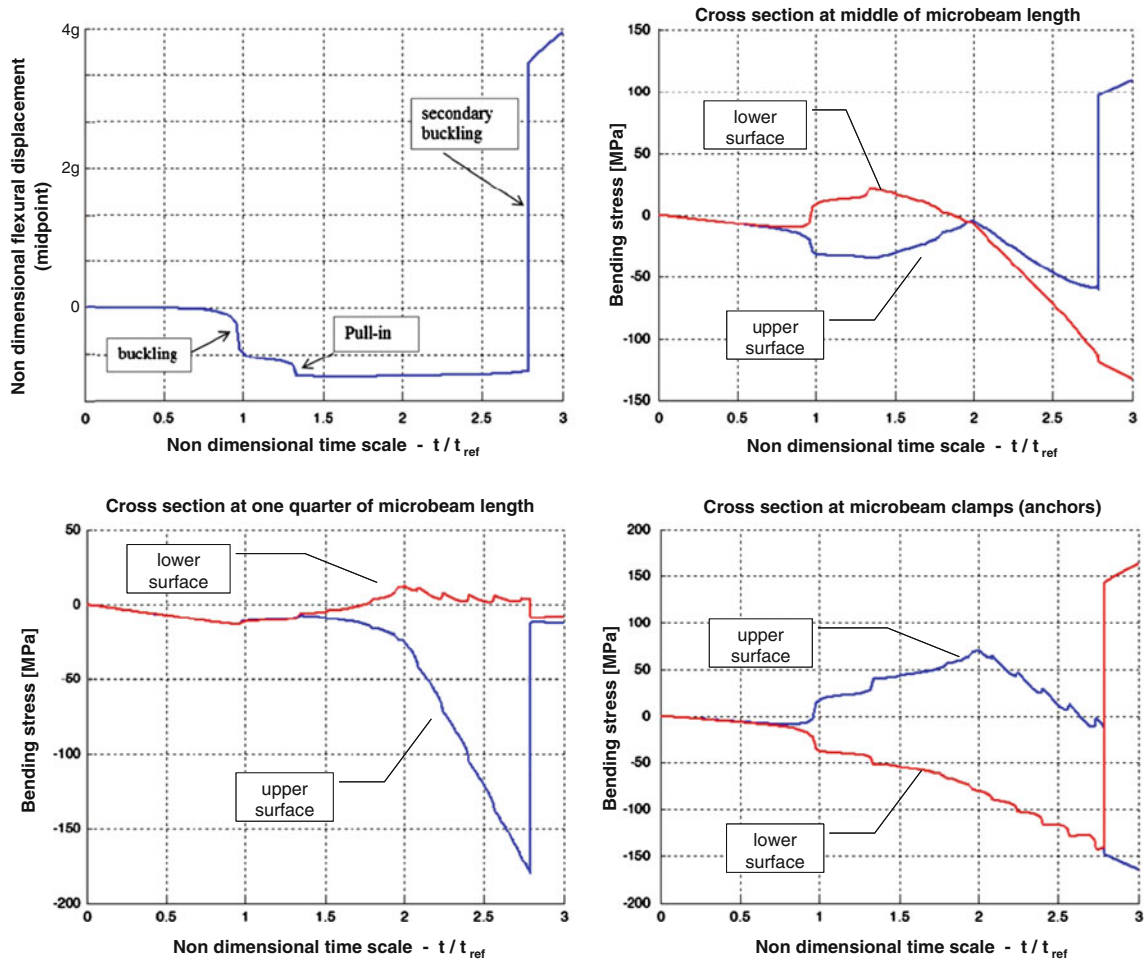 4g
2g
0
0
0.5
1
1.5
2
2.5
3
Non dimensional flexural displacement
(midpoint)
secondary
buckling
buckling
Pull-in
Non dimensional time scale - t / t ref
Cross section at middle of microbeam length
150
100
50
0
-50
-100
-150
0
0.5
1
1.5
2
2.5
3
Bending stress [MPa]
lower
surface
upper
surface
Non dimensional time scale - t / t ref
Cross section at one quarter of microbeam length
50
0
-50
-100
-150
-200
0
0.5
1
1.5
2
2.5
3
Bending stress [MPa]
lower
surface
upper
surface
Non dimensional time scale - t / t ref
Cross section at microbeam clamps (anchors)
200
150
100
50
0
-50
-100
-150
-200
0
0.5
1
1.5
2
2.5
3
Bending stress [MPa]
upper
surface
lower
surface
Non dimensional time scale - t / t ref